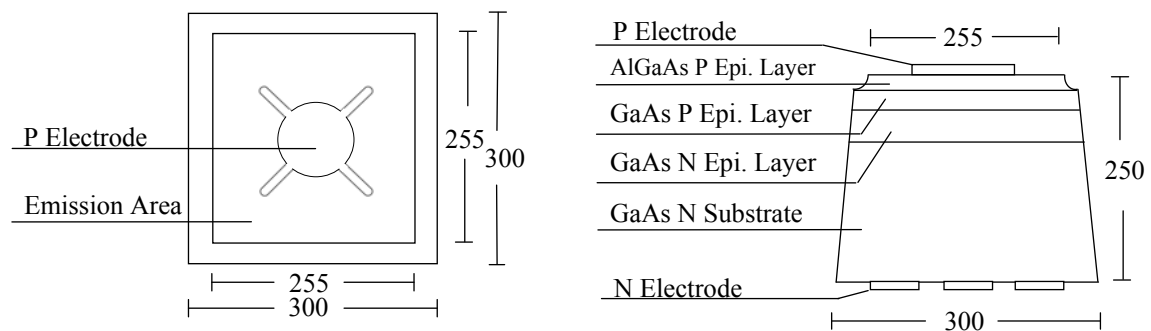 P Electrode
Emission Area
255
300
255
300
P Electrode
AlGaAs P Epi. Layer
GaAs P Epi. Layer
GaAs N Epi. Layer
GaAs N Substrate
N Electrode
255
250
300